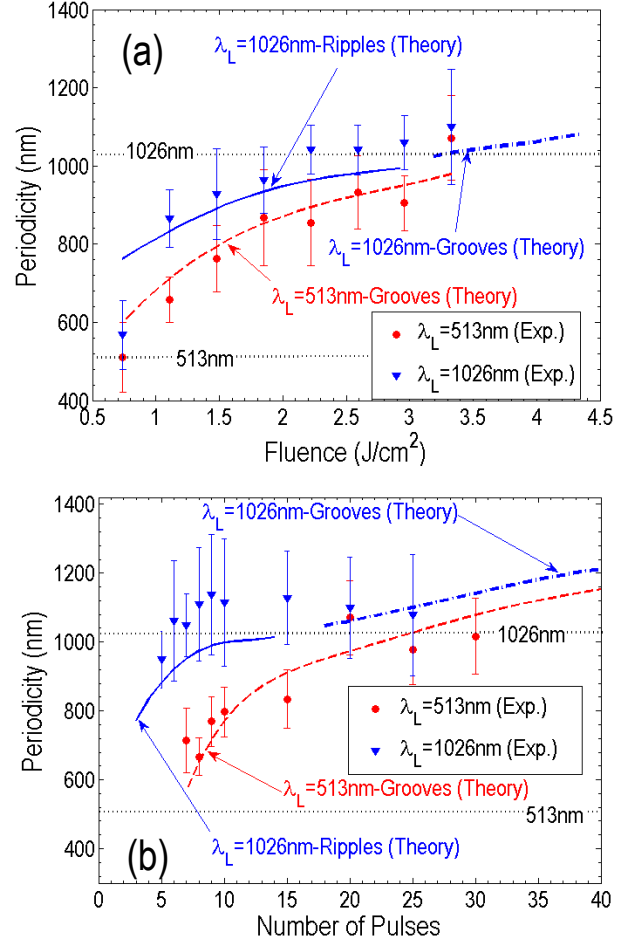 (a)
λL=1026nm-Ripples (Theory)
1400
1200
1000
800
600
400
Periodicity (nm)
1026nm
λL=1026nm-Grooves (Theory)
λL=513nm-Grooves (Theory)
513nm
λL=513nm (Exp.)
λL=1026nm (Exp.)
0.5 1 1.5 2 2.5 3 3.5 4 4.5
Fluence (J/cm²)
1400
1200
1000
800
600
400
Periodicity (nm)
λL=1026nm-Grooves (Theory)
1026nm
λL=513nm (Exp.)
λL=1026nm (Exp.)
λL=513nm-Grooves (Theory)
513nm
λL=1026nm-Ripples (Theory)
(b)
0 5 10 15 20 25 30 35 40
Number of Pulses